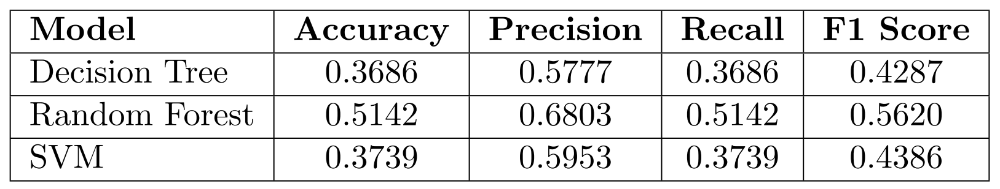 Model Accuracy Precision Recall F1 Score
Decision Tree 0.3686 0.5777 0.3686 0.4287
Random Forest 0.5142 0.6803 0.5142 0.5620
SVM 0.3739 0.5953 0.3739 0.4386